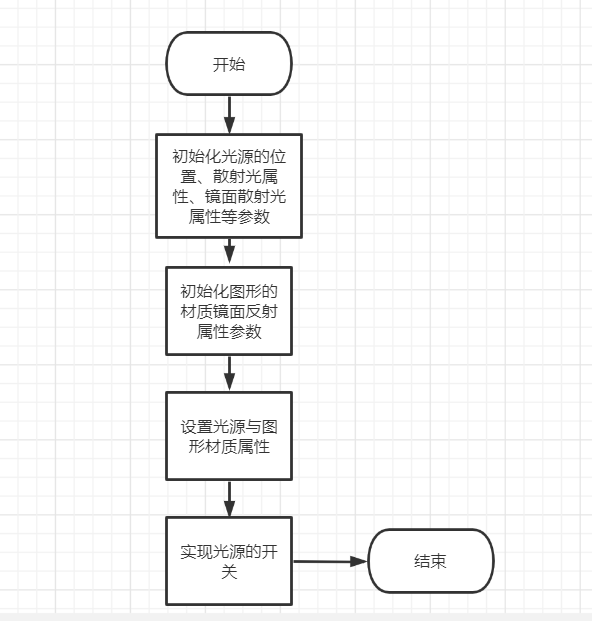 开始
初始化光源的位
置、散射光属
性、镜面散射光
属性等参数
初始化图形的
材质镜面反射
属性参数
设置光源与图
形材质属性
实现光源的开
关
结束